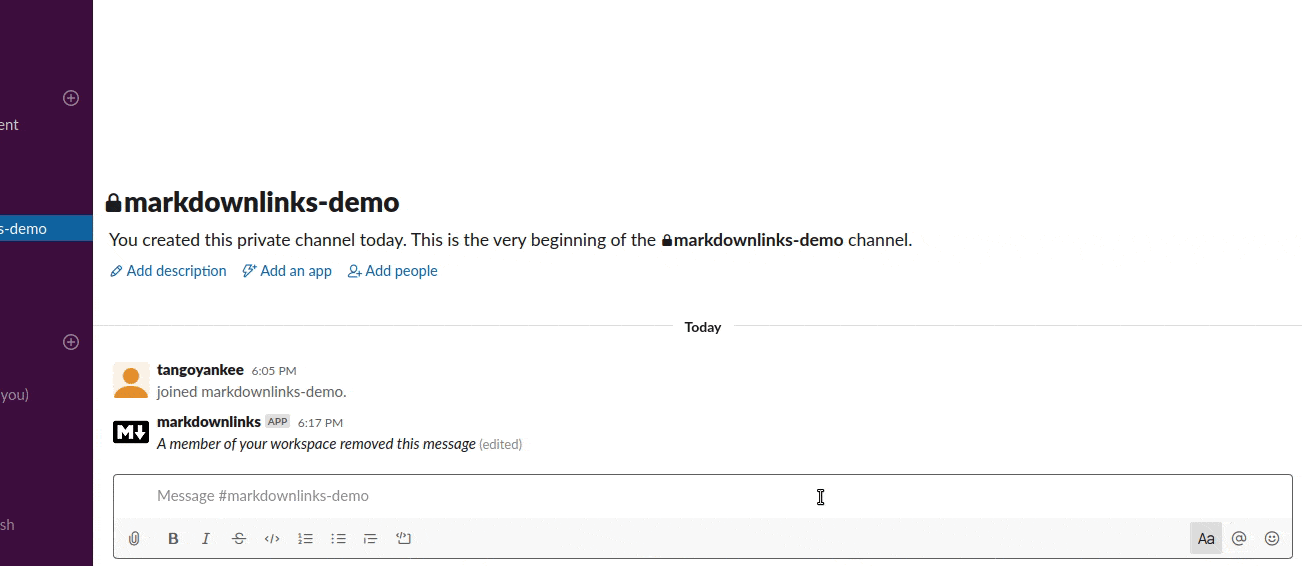 ent
s-demo
you)
sh
markdownlinks-demo
You created this private channel today. This is the very beginning of the markdownlinks-demo channel.
Add description Add an app Add people
Today
tangoyankee 6:05 PM
joined markdownlinks-demo.
M markdownlinks APP 6:17 PM
A member of your workspace removed this message (edited)
Message #markdownlinks-demo
B I S </> Aa @